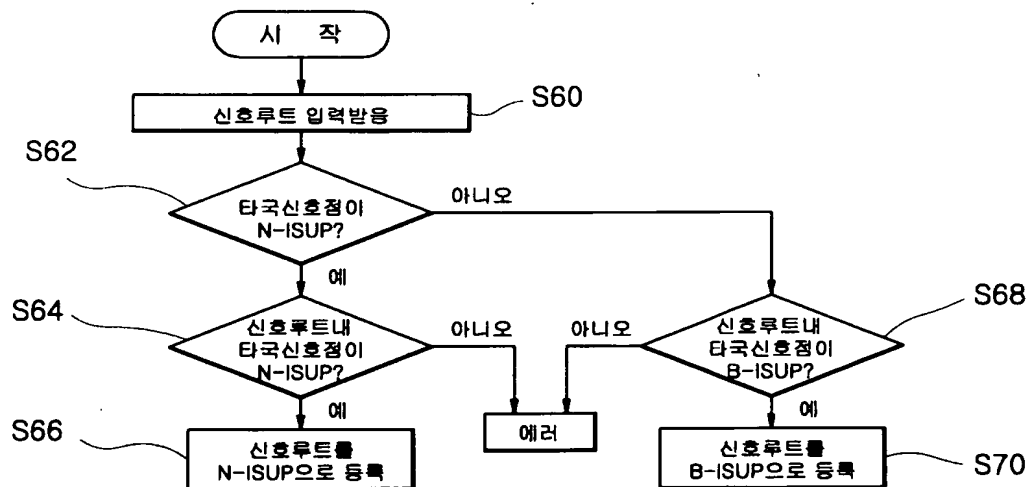 시 작
신호루트 입력받음
S60
S62
타국신호점이
N-ISUP?
아니오
예
S64
신호루트내
타국신호점이
N-ISUP?
아니오
아니오
신호루트내
타국신호점이
B-ISUP?
S68
예
에러
예
S66
신호루트를
N-ISUP으로 등록
신호루트를
B-ISUP으로 등록
S70